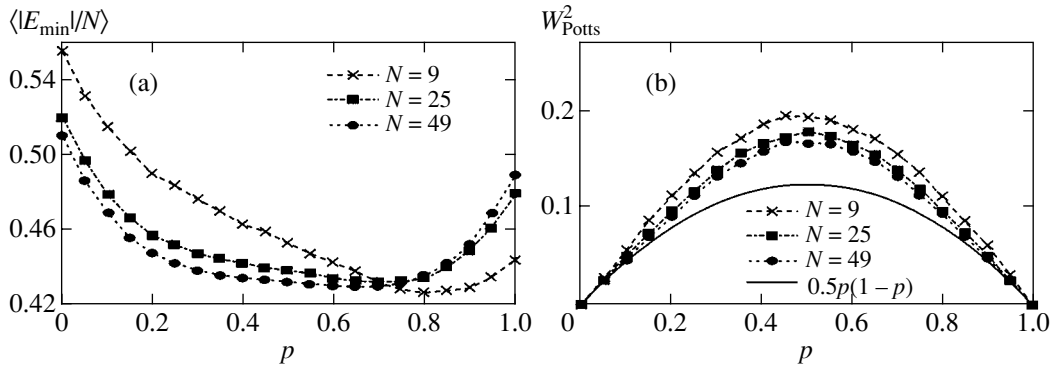 ⟨|E_min|/N⟩
0.54
0.50
0.46
0.42
0
0.2
0.4
0.6
0.8
1.0
p
(a)
N = 9
N = 25
N = 49
W²_Potts
0.2
0.1
0
0.2
0.4
0.6
0.8
1.0
p
(b)
N = 9
N = 25
N = 49
0.5p(1 – p)